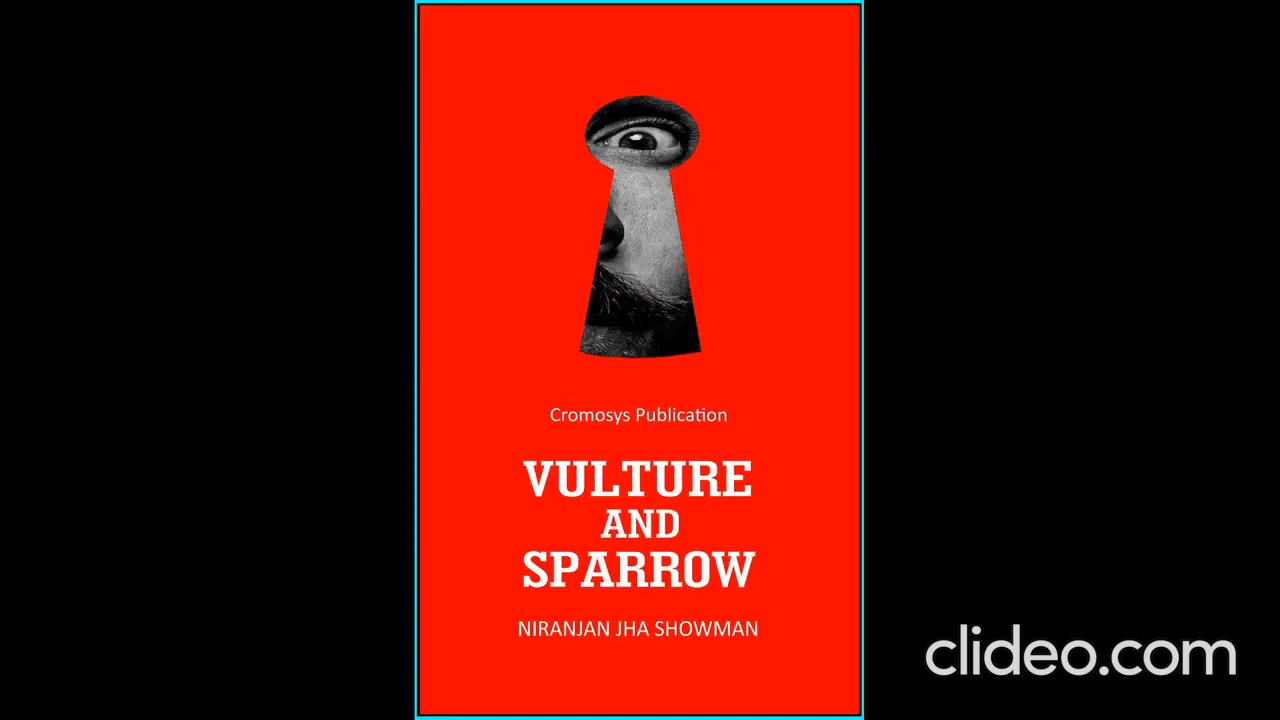 Cromosys Publication
VULTURE
AND
SPARROW
NIRANJAN JHA SHOWMAN
clideo.com